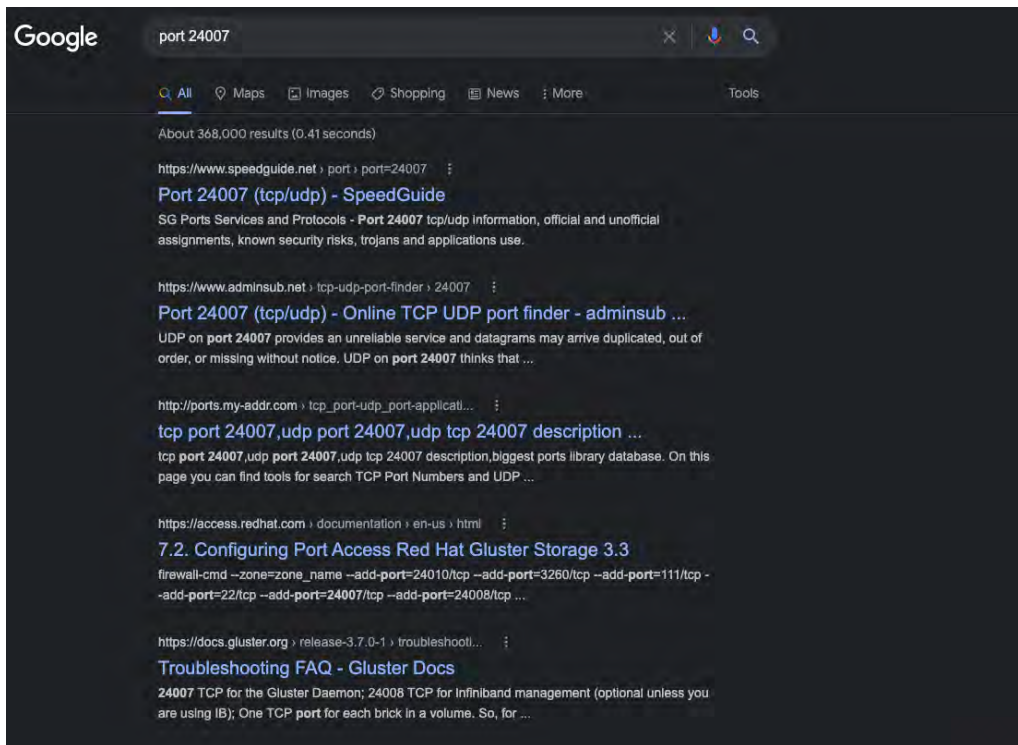 Google
port 24007
All Maps Images Shopping News More Tools
About 368,000 results (0.41 seconds)
https://www.speedguide.net › port › port=24007
Port 24007 (tcp/udp) - SpeedGuide
SG Ports Services and Protocols - Port 24007 tcp/udp information, official and unofficial
assignments, known security risks, trojans and applications use.
https://www.adminsub.net › tcp-udp-port-finder › 24007
Port 24007 (tcp/udp) - Online TCP UDP port finder - adminsub ...
UDP on port 24007 provides an unreliable service and datagrams may arrive duplicated, out of
order, or missing without notice. UDP on port 24007 thinks that ...
http://ports.my-addr.com › tcp_port-udp_port-applicati...
tcp port 24007,udp port 24007,udp tcp 24007 description ...
tcp port 24007,udp port 24007,udp tcp 24007 description,biggest ports library database. On this
page you can find tools for search TCP Port Numbers and UDP ...
https://access.redhat.com › documentation › en-us › html
7.2. Configuring Port Access Red Hat Gluster Storage 3.3
firewall-cmd --zone=zone_name --add-port=24010/tcp --add-port=3260/tcp --add-port=111/tcp -
-add-port=22/tcp --add-port=24007/tcp --add-port=24008/tcp ...
https://docs.gluster.org › release-3.7.0-1 › troubleshooti...
Troubleshooting FAQ - Gluster Docs
24007 TCP for the Gluster Daemon; 24008 TCP for Infiniband management (optional unless you
are using IB); One TCP port for each brick in a volume. So, for ...